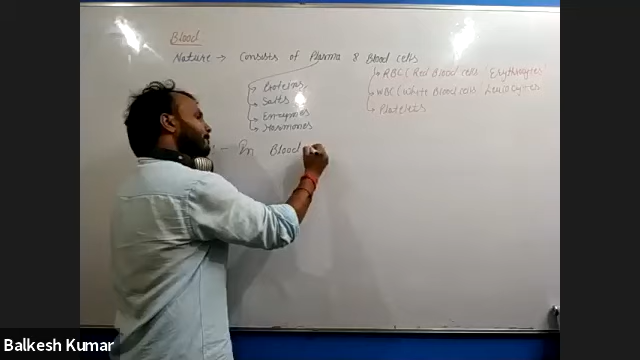 Blood
Nature → Consists of Plasma & Blood cells
→ Proteins,
→ Salts
→ Enzymes
→ Hormones
→ RBC (Red Blood cells / Erythrocytes
→ WBC (White Blood cells / Leucocytes
→ Platelets
- In Blood
Balkesh Kumar